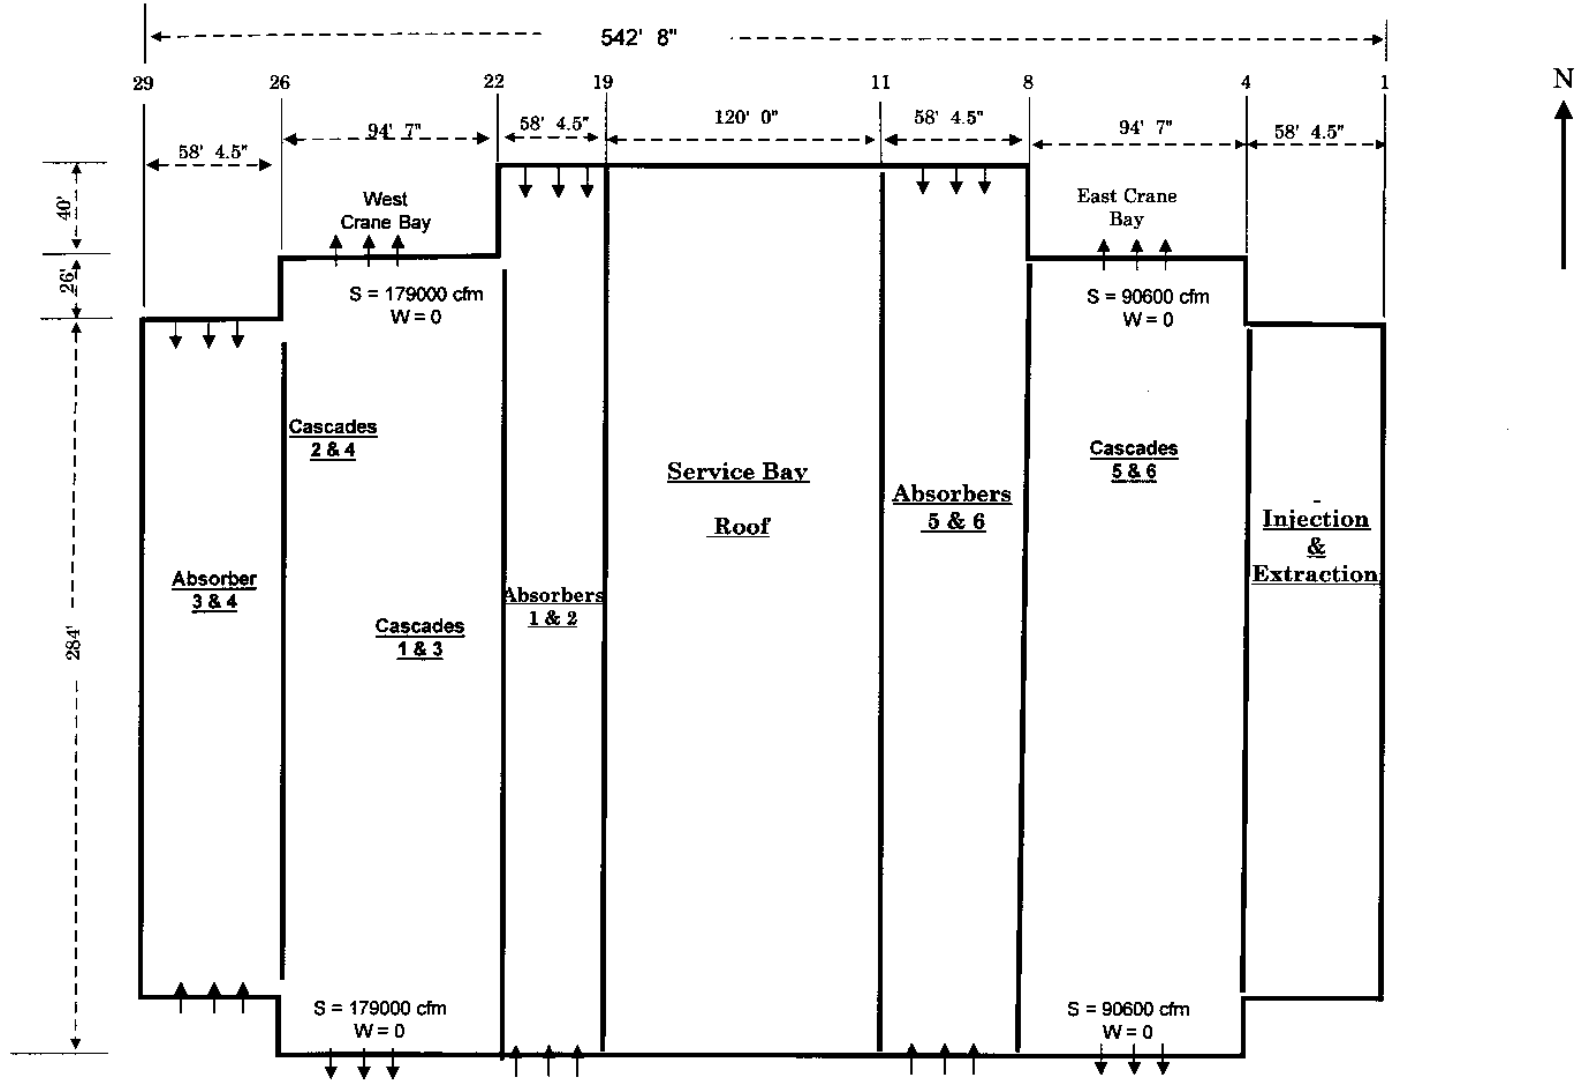 542' 8"
29 26 22 19 11 8 4 1
N
58' 4.5"
94' 7"
58' 4.5"
120' 0"
58' 4.5"
94' 7"
58' 4.5"
40'
26'
284'
West
Crane Bay
East Crane
Bay
S = 179000 cfm
W = 0
S = 90600 cfm
W = 0
Cascades
2 & 4
Service Bay
Roof
Cascades
5 & 6
Absorbers
5 & 6
Injection
&
Extraction
Absorber
3 & 4
Absorbers
1 & 2
Cascades
1 & 3
S = 179000 cfm
W = 0
S = 90600 cfm
W = 0